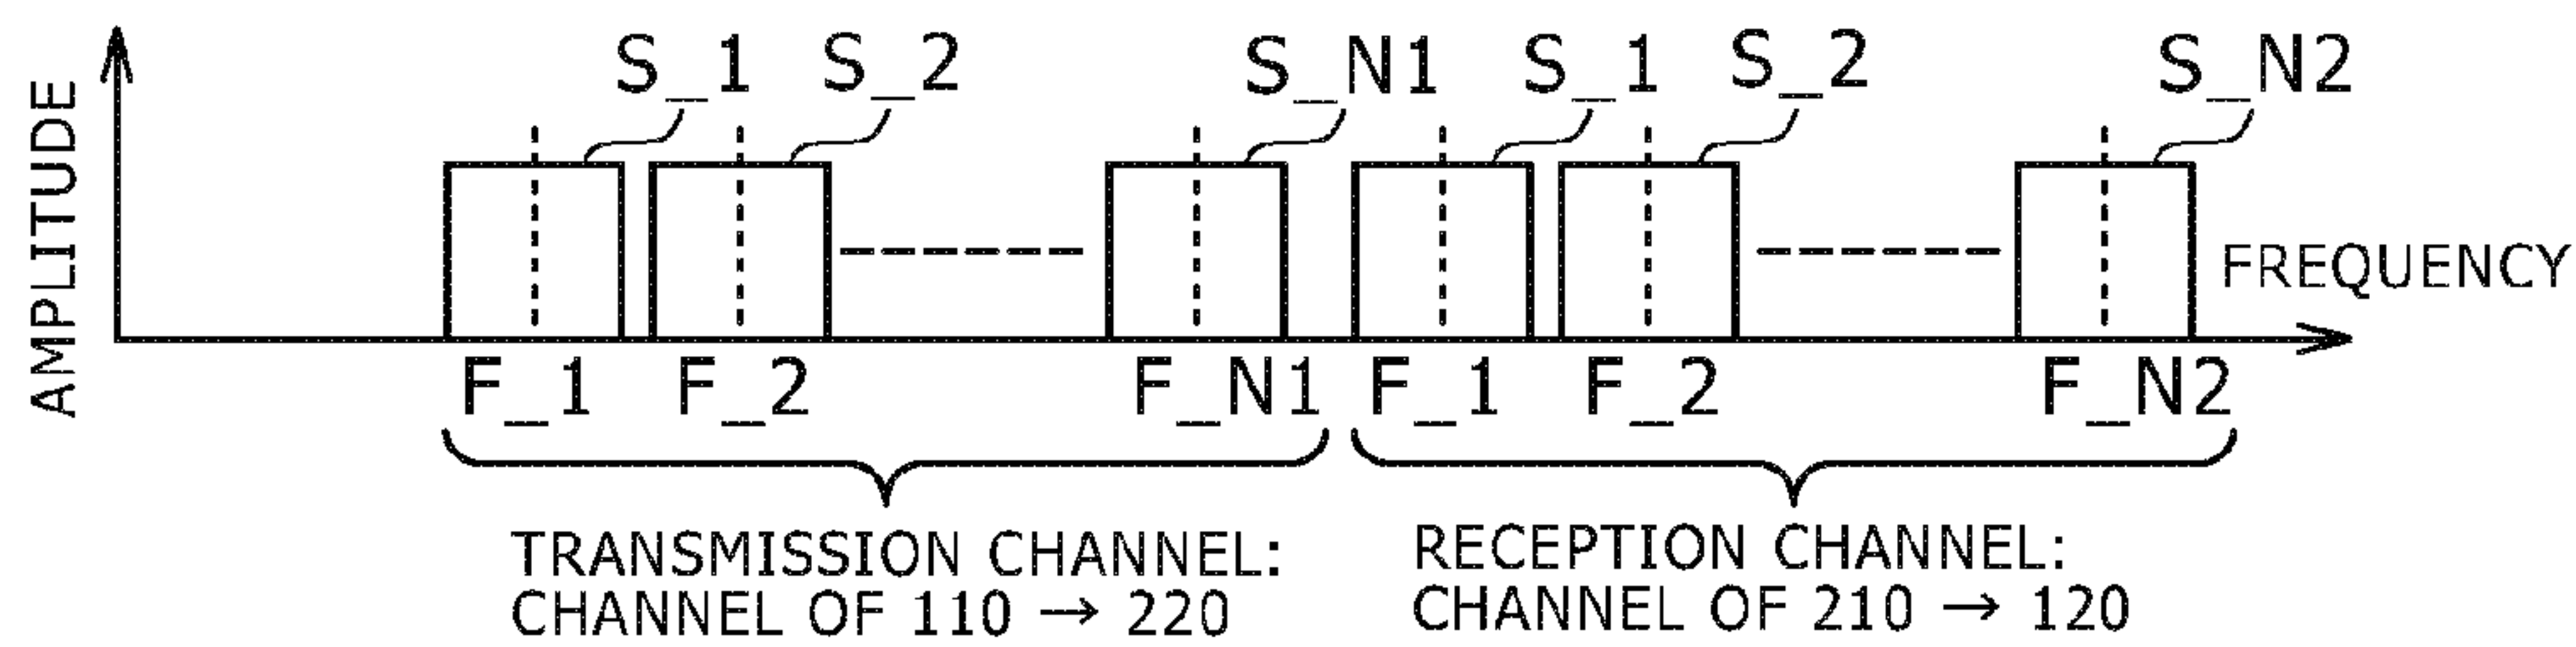 AMPLITUDE
S_1 S_2 S_N1 S_1 S_2 S_N2
FREQUENCY
F_1 F_2 F_N1 F_1 F_2 F_N2
TRANSMISSION CHANNEL:
CHANNEL OF 110 → 220
RECEPTION CHANNEL:
CHANNEL OF 210 → 120